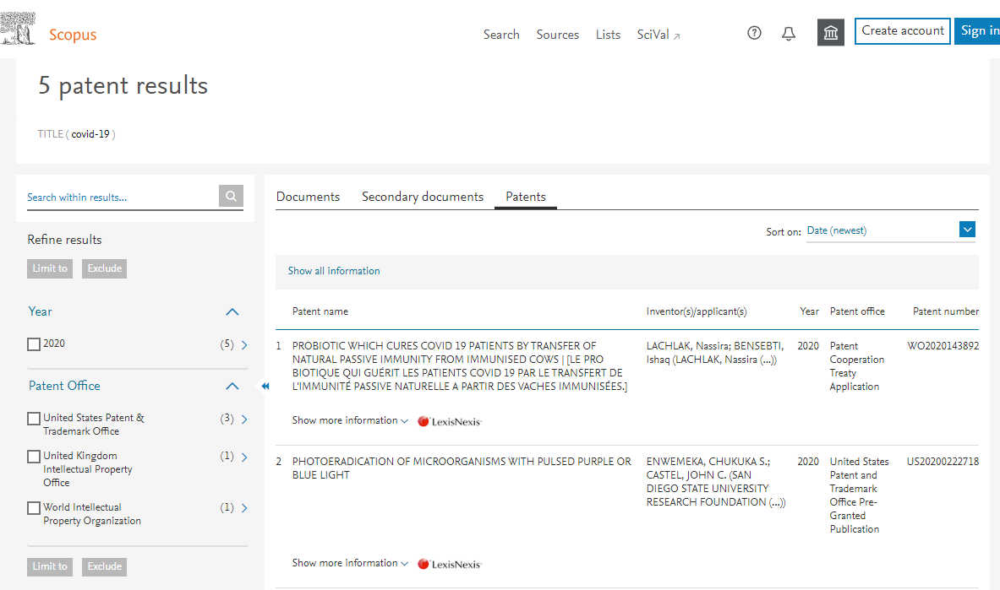 Scopus
Search Sources Lists SciVal ↗
Create account
Sign in
5 patent results
TITLE ( covid-19 )
Search within results...
Refine results
Limit to Exclude
Year
2020 (5)
Patent Office
United States Patent & (3)
Trademark Office
United Kingdom (1)
Intellectual Property
Office
World Intellectual (1)
Property Organization
Limit to Exclude
Documents Secondary documents Patents
Sort on: Date (newest)
Show all information
Patent name Inventor(s)/applicant(s) Year Patent office Patent number
1 PROBIOTIC WHICH CURES COVID 19 PATIENTS BY TRANSFER OF LACHLAK, Nassira; BENSEBTI, 2020 Patent WO2020143892
NATURAL PASSIVE IMMUNITY FROM IMMUNISED COWS | [LE PRO Ishaq (LACHLAK, Nassira (...)) Cooperation
BIOTIQUE QUI GUÉRIT LES PATIENTS COVID 19 PAR LE TRANSFERT DE Treaty
L'IMMUNITÉ PASSIVE NATURELLE A PARTIR DES VACHES IMMUNISÉES.] Application
Show more information LexisNexis
2 PHOTOERADICATION OF MICROORGANISMS WITH PULSED PURPLE OR ENWEMEKA, CHUKUKA S.; 2020 United States US20200222718
BLUE LIGHT CASTEL, JOHN C. (SAN Patent and
DIEGO STATE UNIVERSITY Trademark
RESEARCH FOUNDATION (...)) Office Pre-
Granted
Publication
Show more information LexisNexis